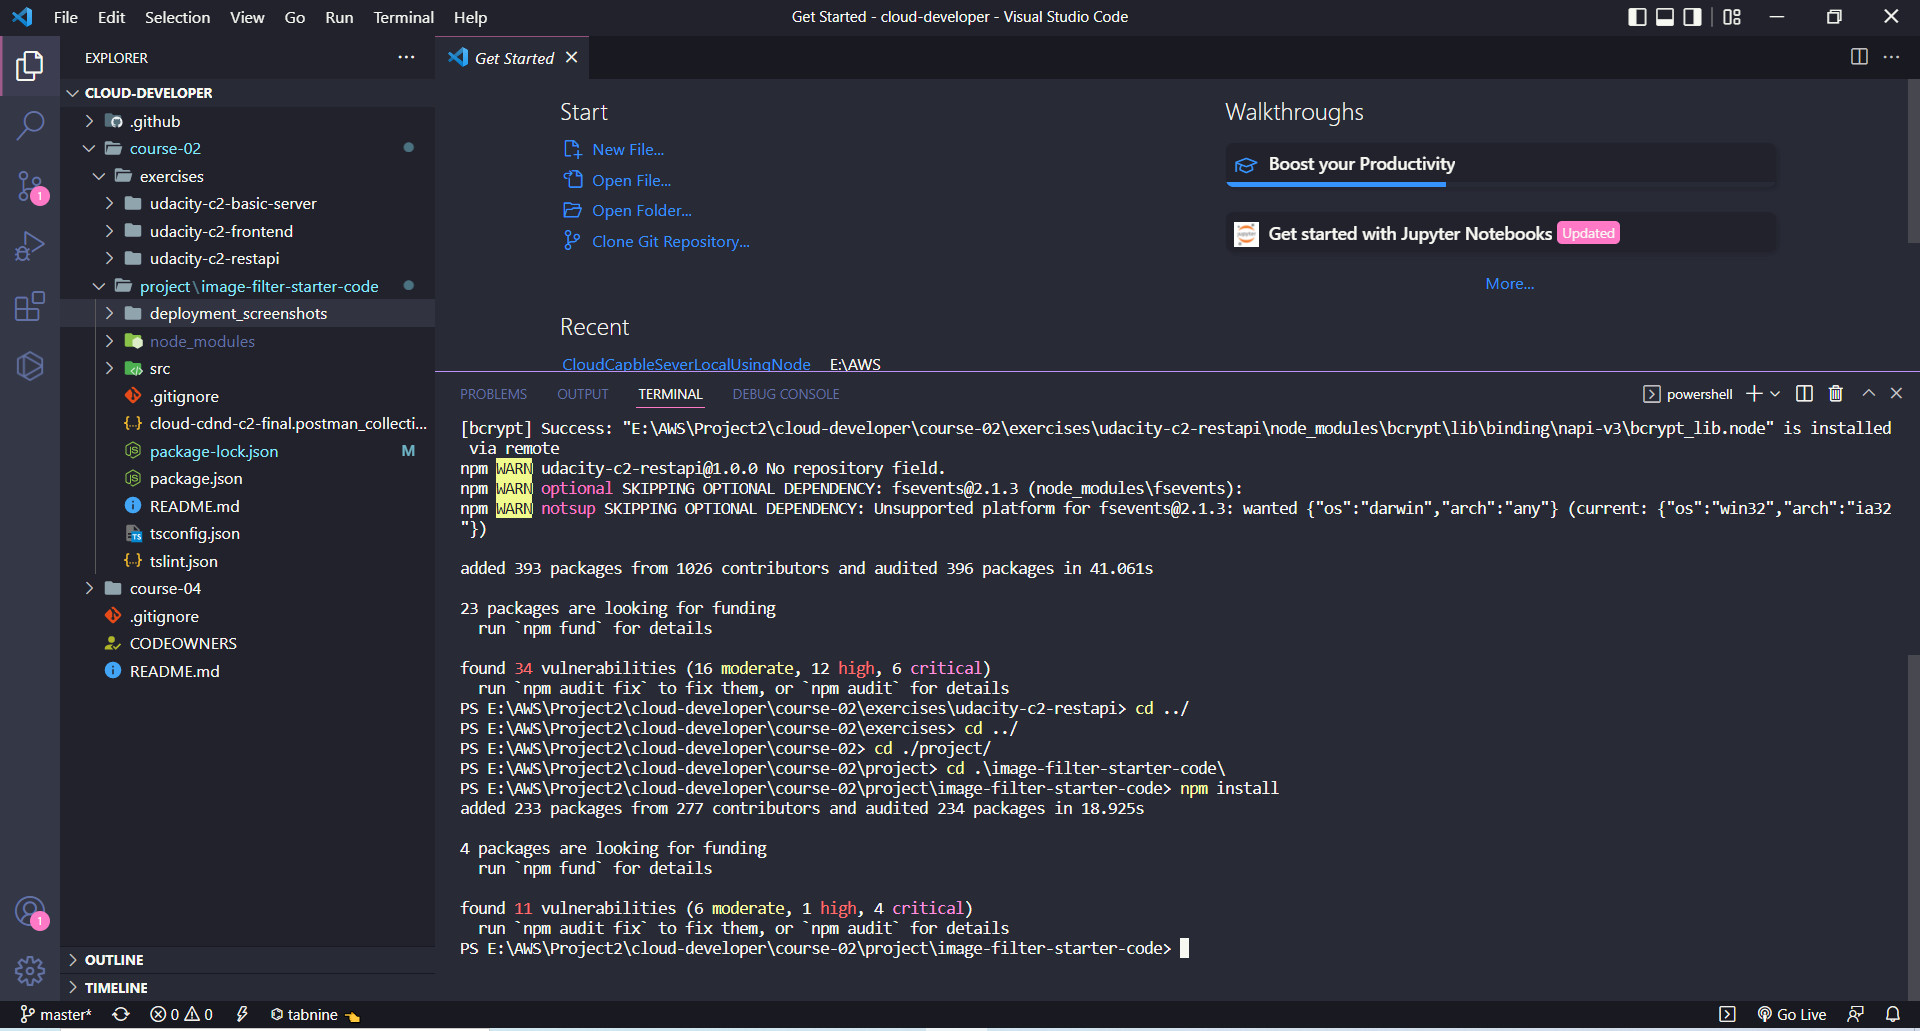 File Edit Selection View Go Run Terminal Help
Get Started - cloud-developer - Visual Studio Code
EXPLORER
Get Started
CLOUD-DEVELOPER
.github
course-02
exercises
udacity-c2-basic-server
udacity-c2-frontend
udacity-c2-restapi
project\image-filter-starter-code
deployment_screenshots
node_modules
src
.gitignore
cloud-cdnd-c2-final.postman_collecti...
package-lock.json M
package.json
README.md
tsconfig.json
tslint.json
course-04
.gitignore
CODEOWNERS
README.md
OUTLINE
TIMELINE
1
1
Start
New File...
Open File...
Open Folder...
Clone Git Repository...
Recent
CloudCapbleSeverLocalUsingNode E:\AWS
Walkthroughs
Boost your Productivity
jupyter
Get started with Jupyter Notebooks Updated
More...
PROBLEMS OUTPUT TERMINAL DEBUG CONSOLE
powershell
[bcrypt] Success: "E:\AWS\Project2\cloud-developer\course-02\exercises\udacity-c2-restapi\node_modules\bcrypt\lib\binding\napi-v3\bcrypt_lib.node" is installed
via remote
npm WARN udacity-c2-restapi@1.0.0 No repository field.
npm WARN optional SKIPPING OPTIONAL DEPENDENCY: fsevents@2.1.3 (node_modules\fsevents):
npm WARN notsup SKIPPING OPTIONAL DEPENDENCY: Unsupported platform for fsevents@2.1.3: wanted {"os":"darwin","arch":"any"} (current: {"os":"win32","arch":"ia32
"})
added 393 packages from 1026 contributors and audited 396 packages in 41.061s
23 packages are looking for funding
run `npm fund` for details
found 34 vulnerabilities (16 moderate, 12 high, 6 critical)
run `npm audit fix` to fix them, or `npm audit` for details
PS E:\AWS\Project2\cloud-developer\course-02\exercises\udacity-c2-restapi> cd ../
PS E:\AWS\Project2\cloud-developer\course-02\exercises> cd ../
PS E:\AWS\Project2\cloud-developer\course-02> cd ./project/
PS E:\AWS\Project2\cloud-developer\course-02\project> cd .\image-filter-starter-code\
PS E:\AWS\Project2\cloud-developer\course-02\project\image-filter-starter-code> npm install
added 233 packages from 277 contributors and audited 234 packages in 18.925s
4 packages are looking for funding
run `npm fund` for details
found 11 vulnerabilities (6 moderate, 1 high, 4 critical)
run `npm audit fix` to fix them, or `npm audit` for details
PS E:\AWS\Project2\cloud-developer\course-02\project\image-filter-starter-code>
master* 0 0 tabnine Go Live